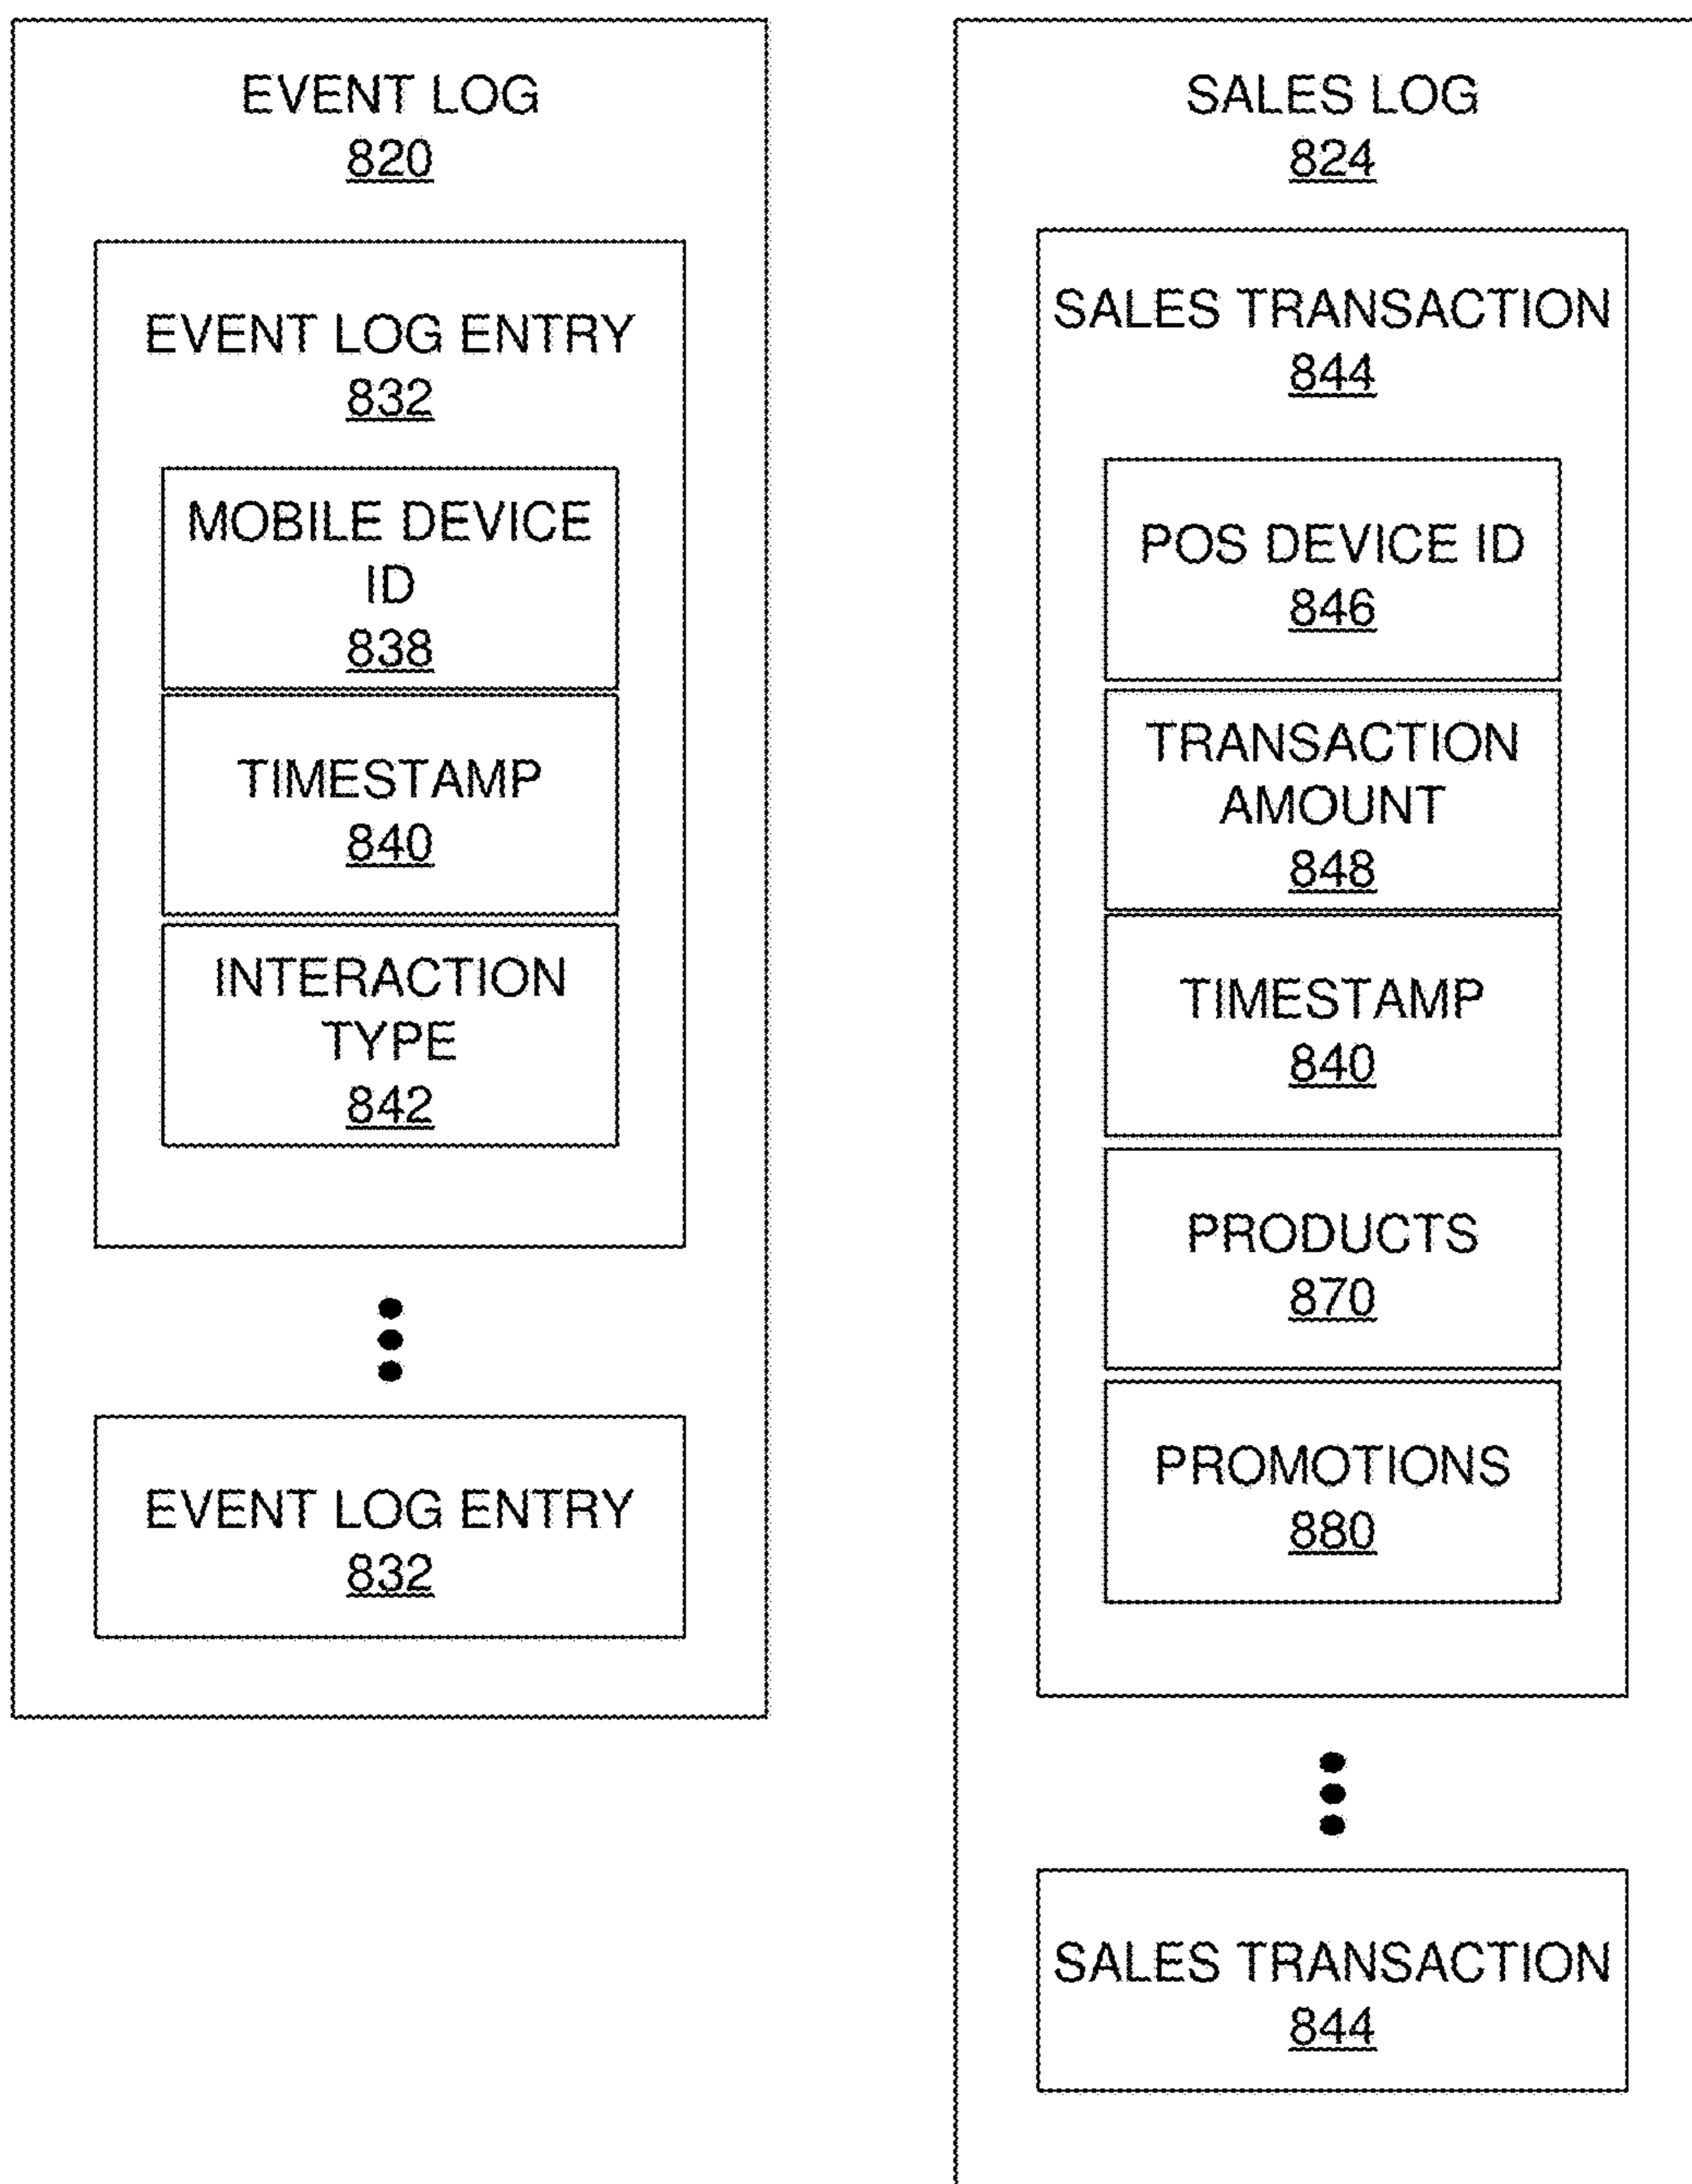 EVENT LOG
820
EVENT LOG ENTRY
832
MOBILE DEVICE
ID
838
TIMESTAMP
840
INTERACTION
TYPE
842
EVENT LOG ENTRY
832
SALES LOG
824
SALES TRANSACTION
844
POS DEVICE ID
846
TRANSACTION
AMOUNT
848
TIMESTAMP
840
PRODUCTS
870
PROMOTIONS
880
SALES TRANSACTION
844